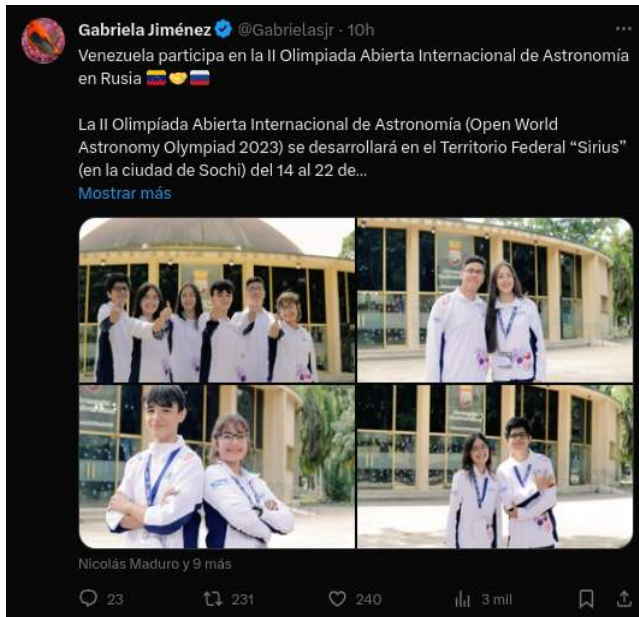 Gabriela Jiménez @Gabrielasjr · 10h
Venezuela participa en la II Olimpiada Abierta Internacional de Astronomía
en Rusia 🇻🇪🤝🇷🇺
La II Olimpíada Abierta Internacional de Astronomía (Open World
Astronomy Olympiad 2023) se desarrollará en el Territorio Federal “Sirius”
(en la ciudad de Sochi) del 14 al 22 de...
Mostrar más
Nicolás Maduro y 9 más
23 231 240 3 mil